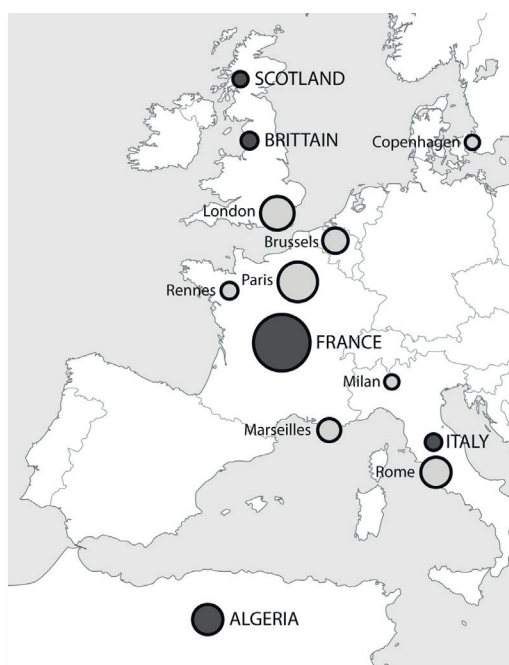 SCOTLAND
BRITTAIN
Copenhagen
London
Brussels
Paris
Rennes
FRANCE
Milan
Marseilles
ITALY
Rome
ALGERIA